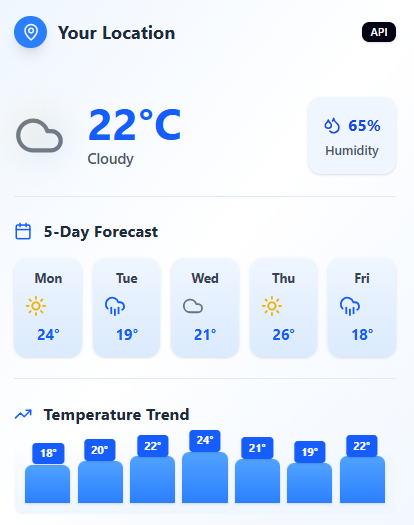 Your Location API
22°C
Cloudy
65%
Humidity
5-Day Forecast
Mon Tue Wed Thu Fri
24° 19° 21° 26° 18°
Temperature Trend
18° 20° 22° 24° 21° 19° 22°